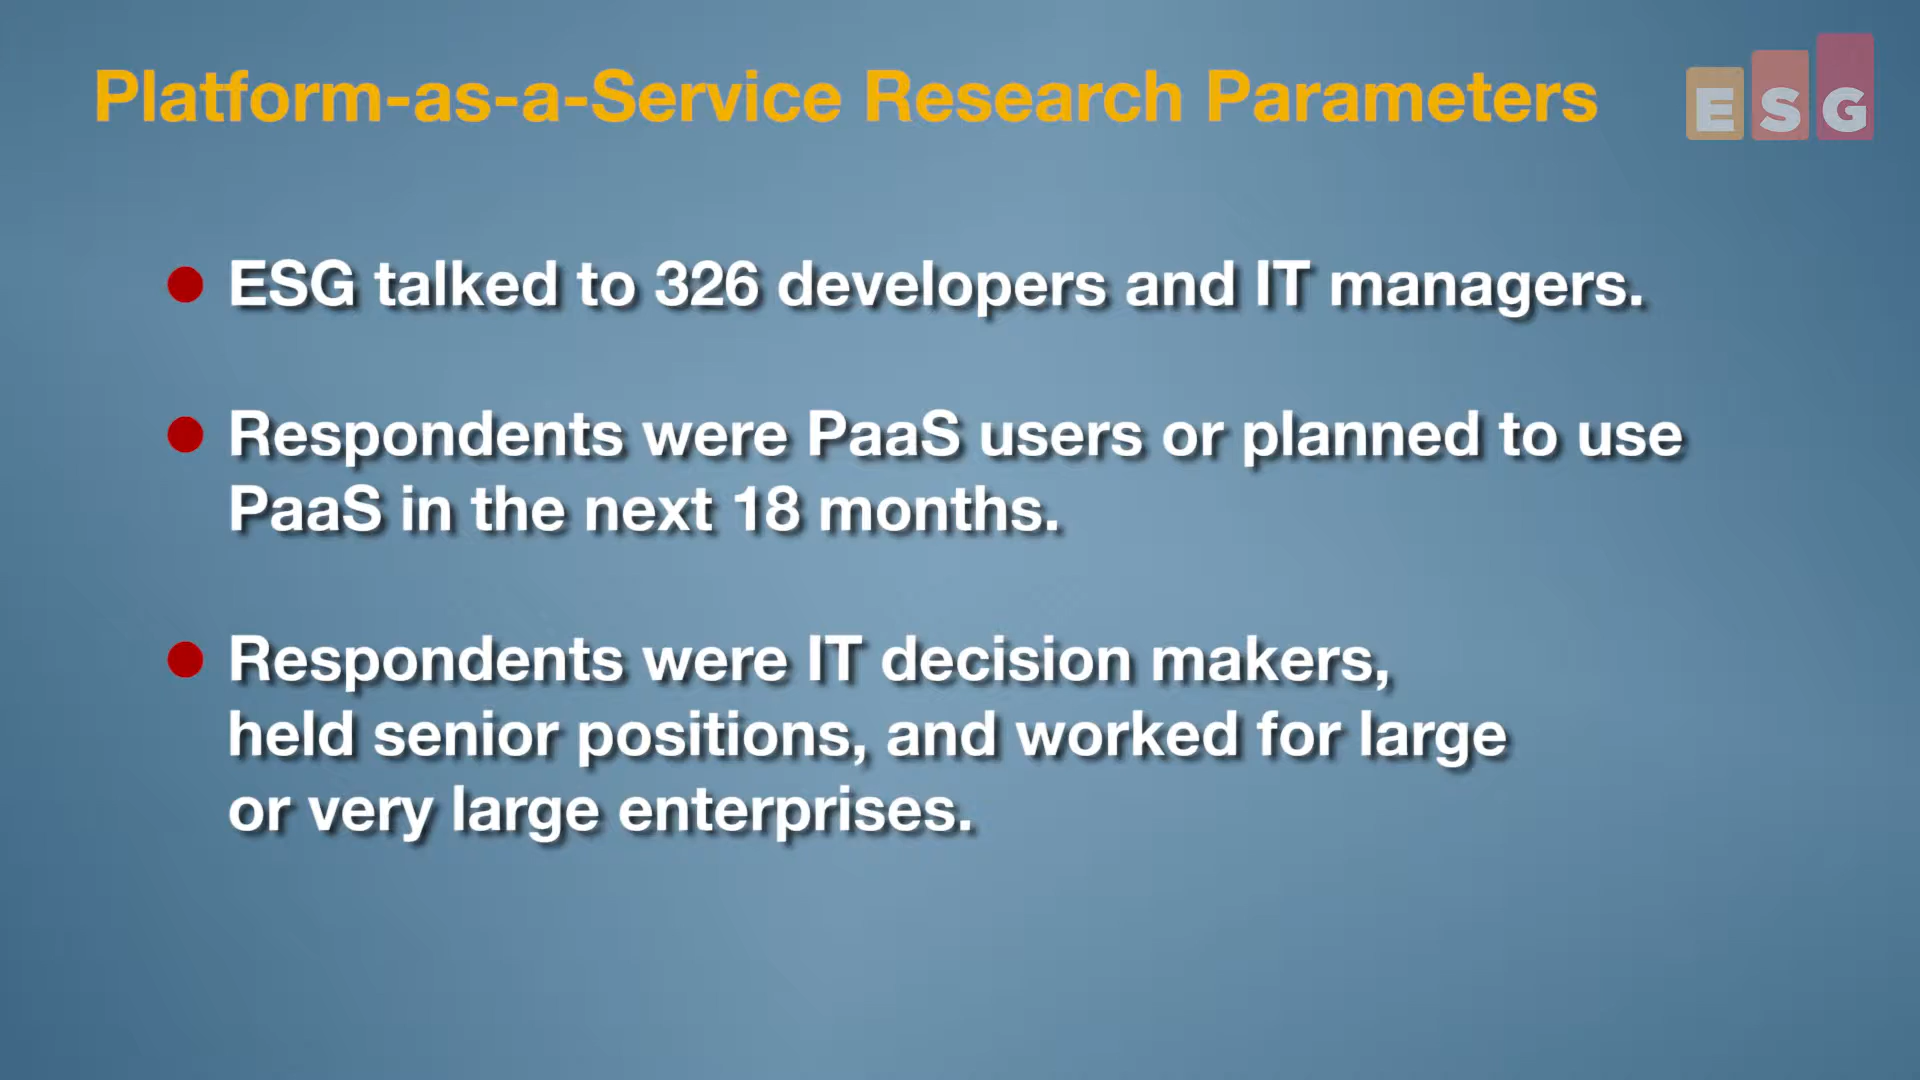 Platform-as-a-Service Research Parameters
ESG
ESG talked to 326 developers and IT managers.
Respondents were PaaS users or planned to use
PaaS in the next 18 months.
Respondents were IT decision makers,
held senior positions, and worked for large
or very large enterprises.